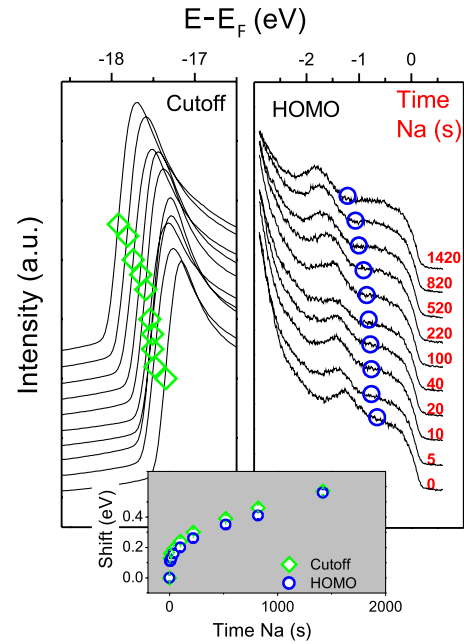 E-E_F (eV)
-18 -17 -2 -1 0
Cutoff
HOMO
Time
Na (s)
Intensity (a.u.)
1420
820
520
220
100
40
20
10
5
0
Shift (eV)
0.4
0.2
0.0
Cutoff
HOMO
0 1000 2000
Time Na (s)